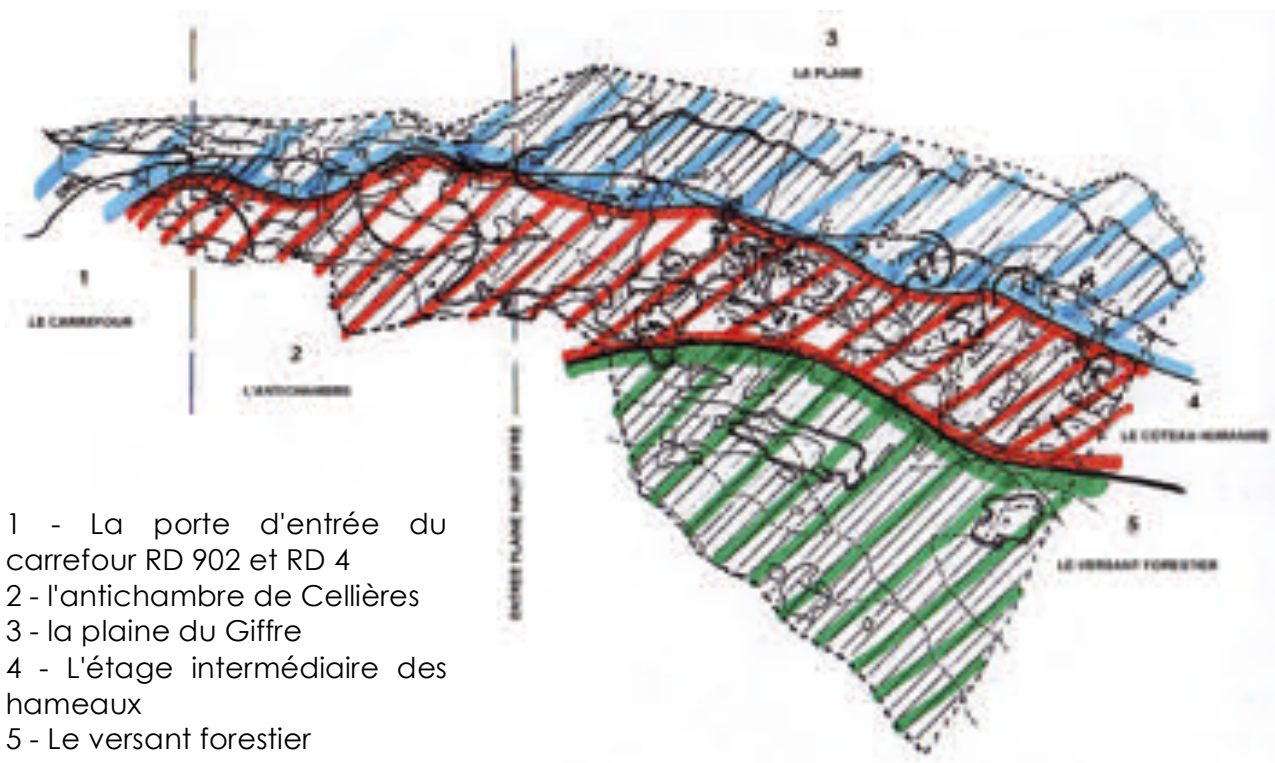 3
LA PLAINE
1
LE CARREFOUR
2
L'ANTICHAMBRE
ENTREE PLAINE HAUT GIFFRE
4
LE COTEAU HUMANISE
5
LE VERSANT FORESTIER
1 - La porte d'entrée du
carrefour RD 902 et RD 4
2 - l'antichambre de Cellières
3 - la plaine du Giffre
4 - L'étage intermédiaire des
hameaux
5 - Le versant forestier